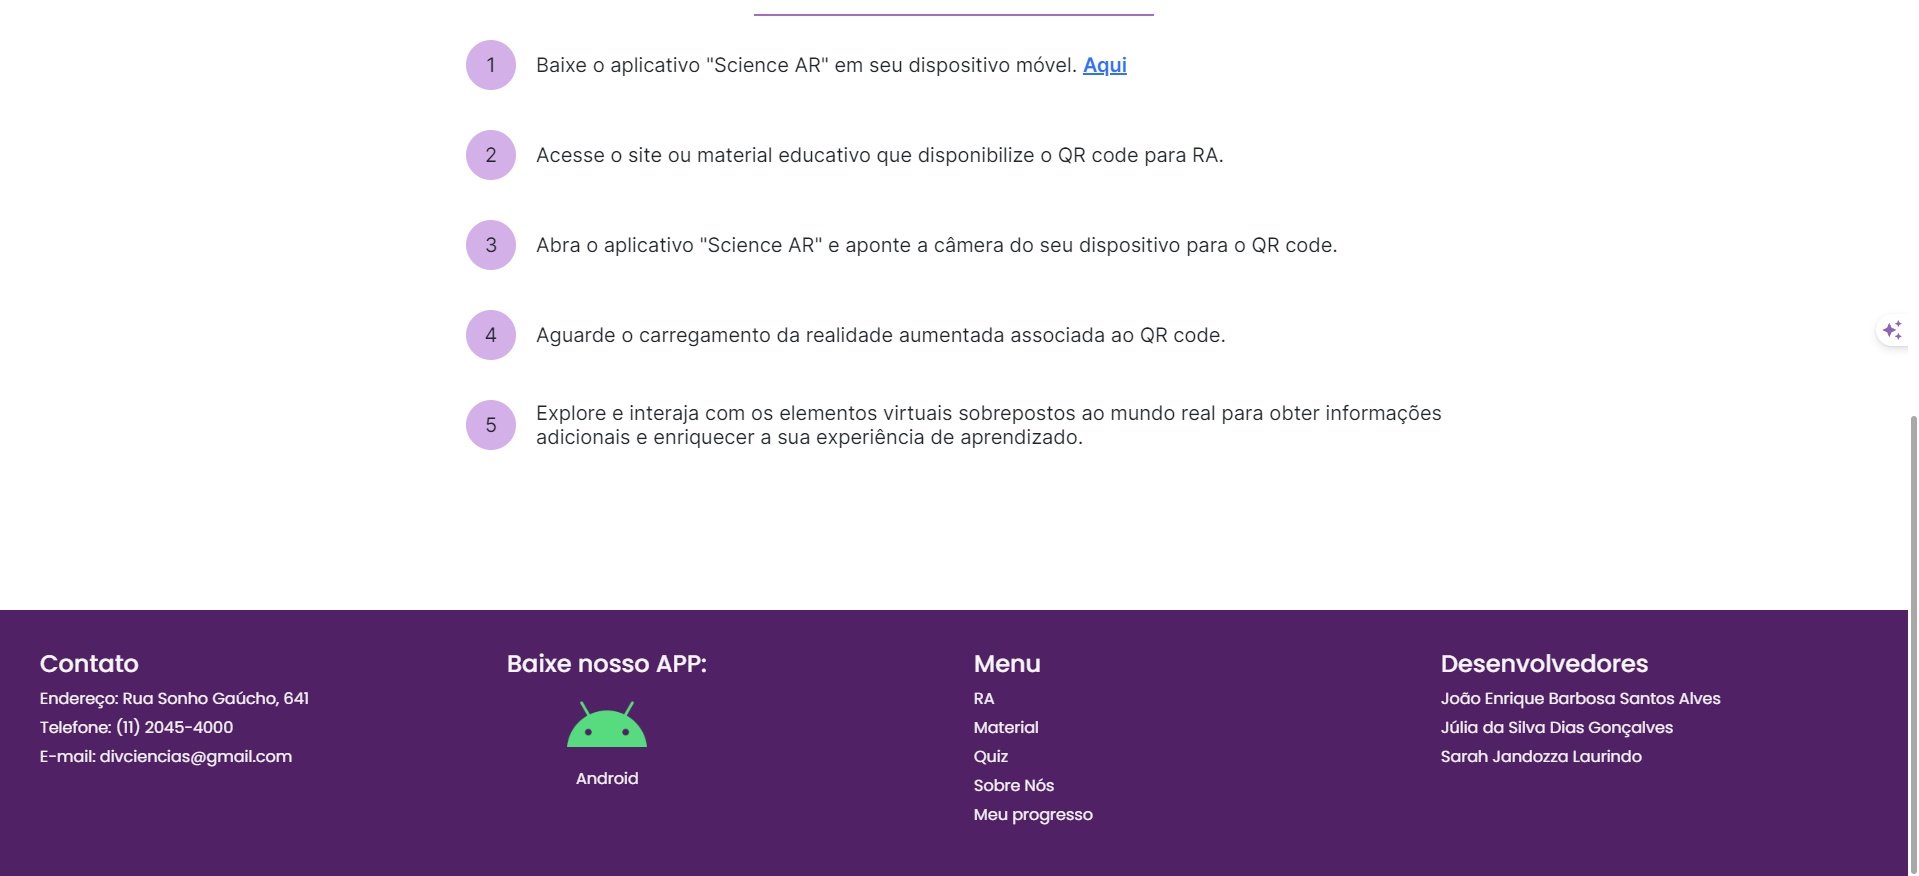 1
Baixe o aplicativo "Science AR" em seu dispositivo móvel. Aqui
2
Acesse o site ou material educativo que disponibilize o QR code para RA.
3
Abra o aplicativo "Science AR" e aponte a câmera do seu dispositivo para o QR code.
4
Aguarde o carregamento da realidade aumentada associada ao QR code.
5
Explore e interaja com os elementos virtuais sobrepostos ao mundo real para obter informações
adicionais e enriquecer a sua experiência de aprendizado.
Contato
Endereço: Rua Sonho Gaúcho, 641
Telefone: (11) 2045-4000
E-mail: divciencias@gmail.com
Baixe nosso APP:
Android
Menu
RA
Material
Quiz
Sobre Nós
Meu progresso
Desenvolvedores
João Enrique Barbosa Santos Alves
Júlia da Silva Dias Gonçalves
Sarah Jandozza Laurindo